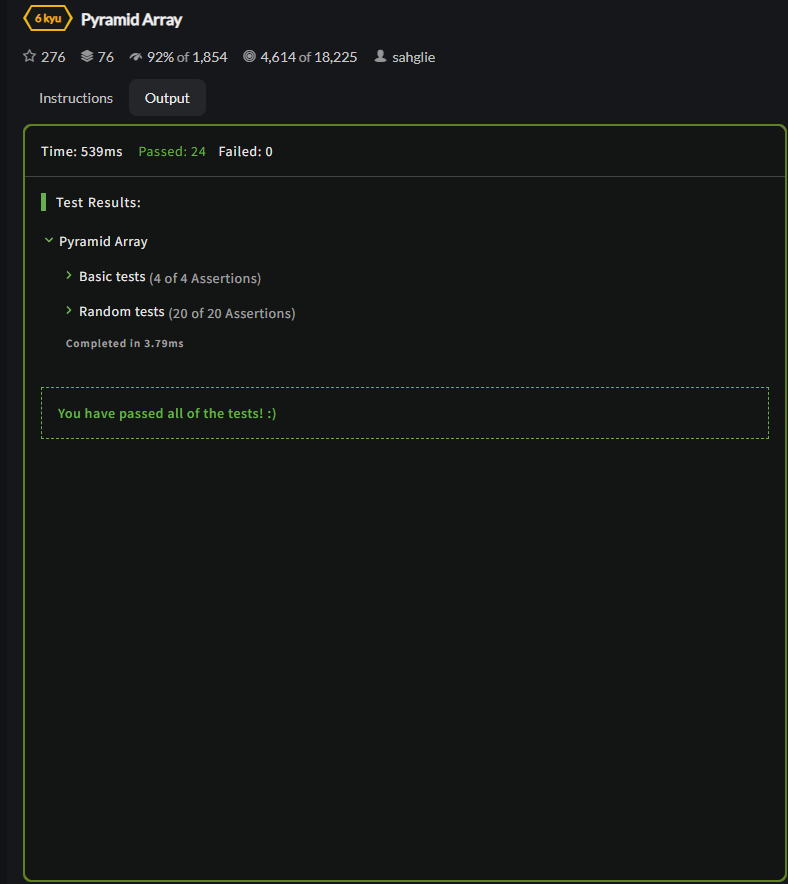 6 kyu Pyramid Array
276 76 92% of 1,854 4,614 of 18,225 sahglie
Instructions Output
Time: 539ms Passed: 24 Failed: 0
Test Results:
Pyramid Array
Basic tests (4 of 4 Assertions)
Random tests (20 of 20 Assertions)
Completed in 3.79ms
You have passed all of the tests! :)